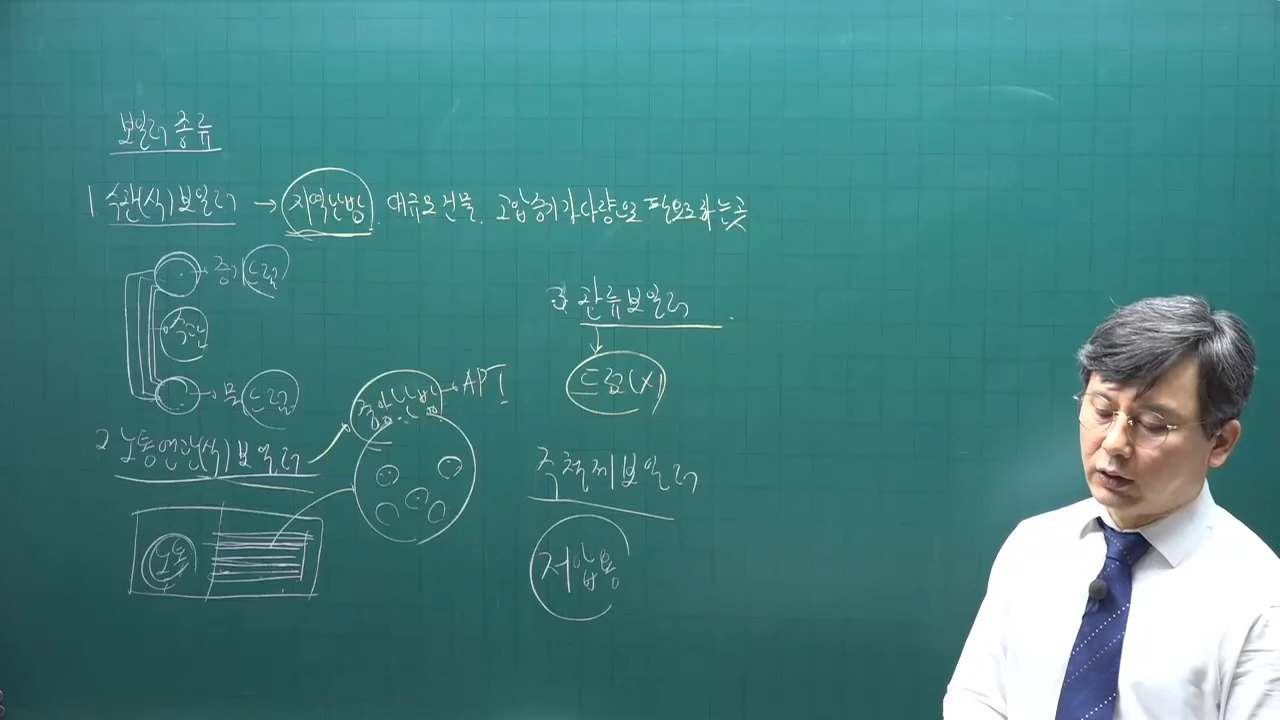 보일러 종류
1. 수관(식)보일러 → 지역난방 대규모건물. 고압증기가 다량으로 필요로 하는곳
증기드럼
수관
물드럼
2. 노통연관(식)보일러
중앙난방 APT
노통
3. 관류보일러
드럼(X)
주철제보일러
저압용